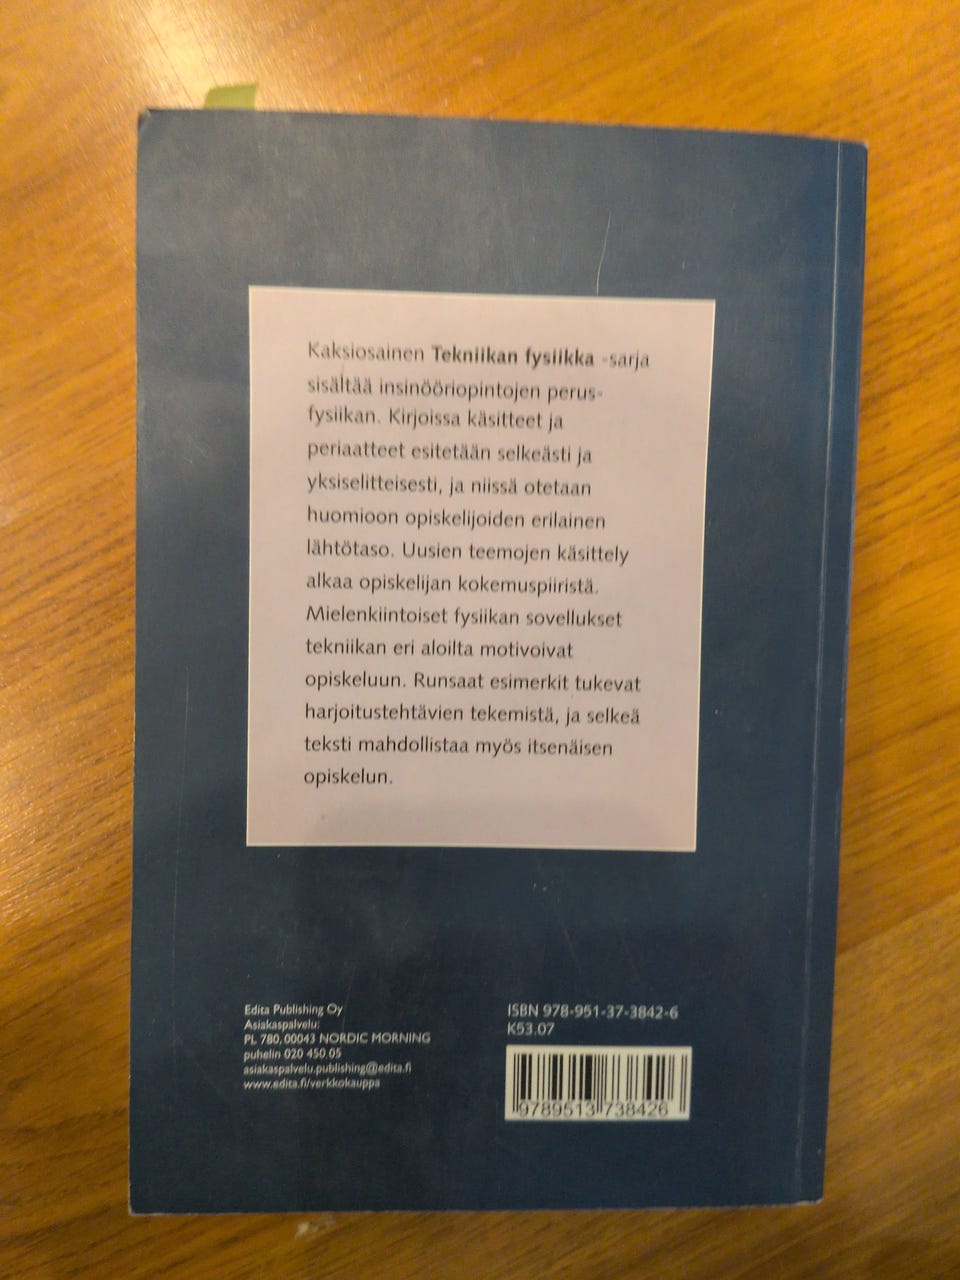 Kaksiosainen Tekniikan fysiikka -sarja
sisältää insinööriopintojen perus-
fysiikan. Kirjoissa käsitteet ja
periaatteet esitetään selkeästi ja
yksiselitteisesti, ja niissä otetaan
huomioon opiskelijoiden erilainen
lähtötaso. Uusien teemojen käsittely
alkaa opiskelijan kokemuspiiristä.
Mielenkiintoiset fysiikan sovellukset
tekniikan eri aloilta motivoivat
opiskeluun. Runsaat esimerkit tukevat
harjoitustehtävien tekemistä, ja selkeä
teksti mahdollistaa myös itsenäisen
opiskelun.
Edita Publishing Oy
Asiakaspalvelu:
PL 780, 00043 NORDIC MORNING
puhelin 020 450 05
asiakaspalvelu.publishing@edita.fi
www.edita.fi/verkkokauppa
ISBN 978-951-37-3842-6
K53.07
9789513738426